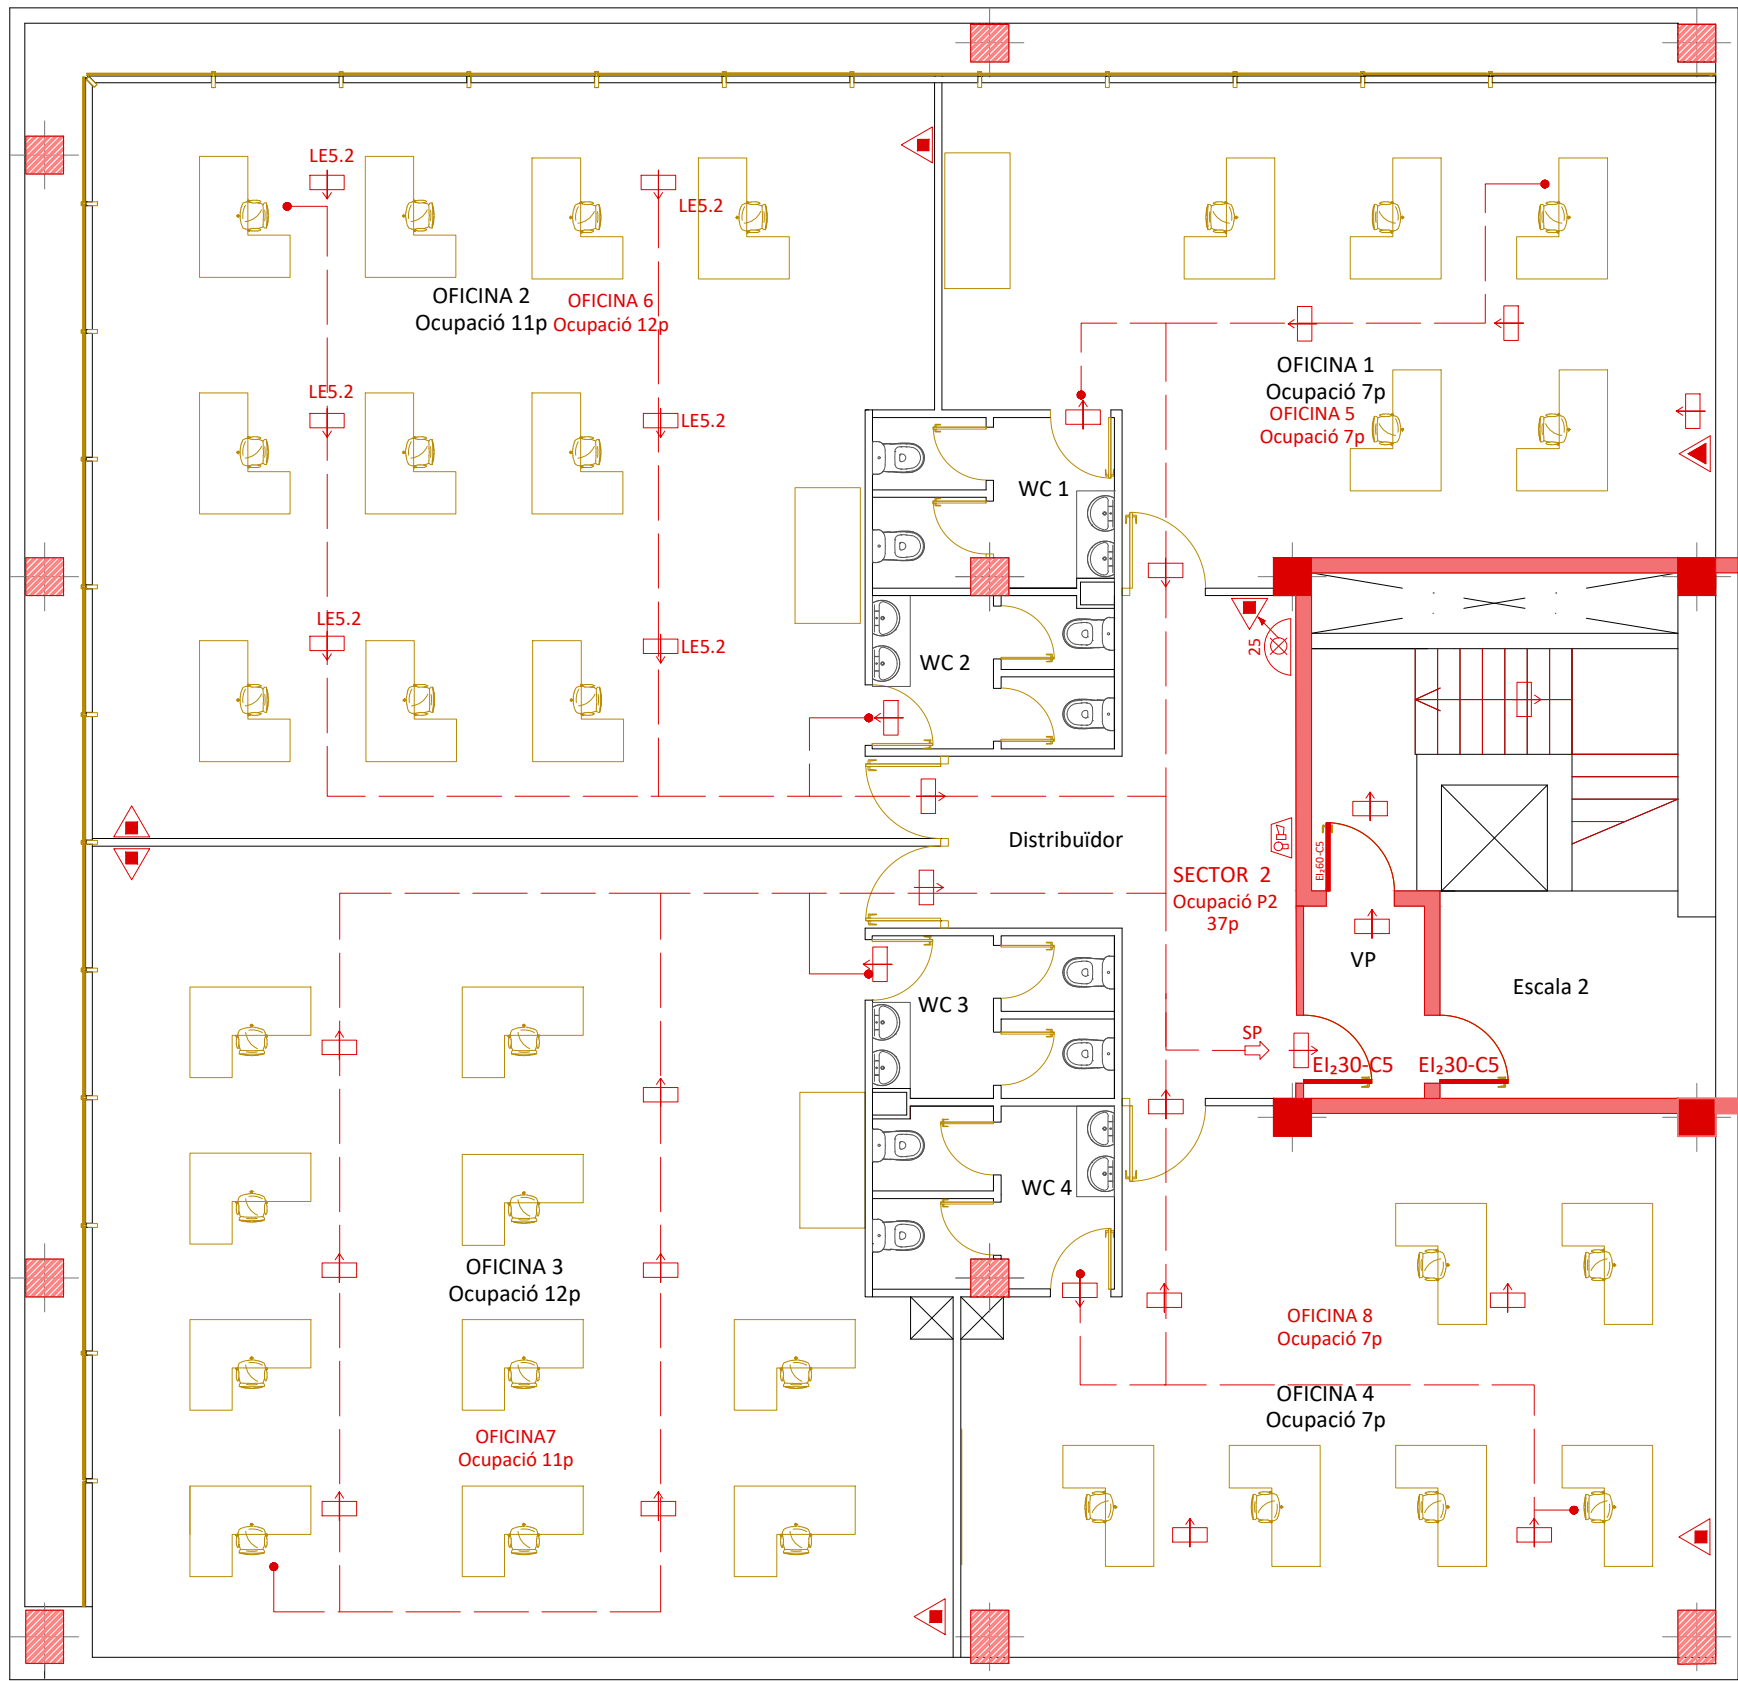 LE5.2
LE5.2
OFICINA 2
Ocupació 11p
OFICINA 6
Ocupació 12p
OFICINA 1
Ocupació 7p
OFICINA 5
Ocupació 7p
LE5.2
LE5.2
WC 1
LE5.2
LE5.2
WC 2
25
Distribuïdor
EI₂60-C5
SECTOR 2
Ocupació P2
37p
VP
Escala 2
WC 3
SP
EI₂30-C5
EI₂30-C5
WC 4
OFICINA 3
Ocupació 12p
OFICINA 8
Ocupació 7p
OFICINA 4
Ocupació 7p
OFICINA7
Ocupació 11p